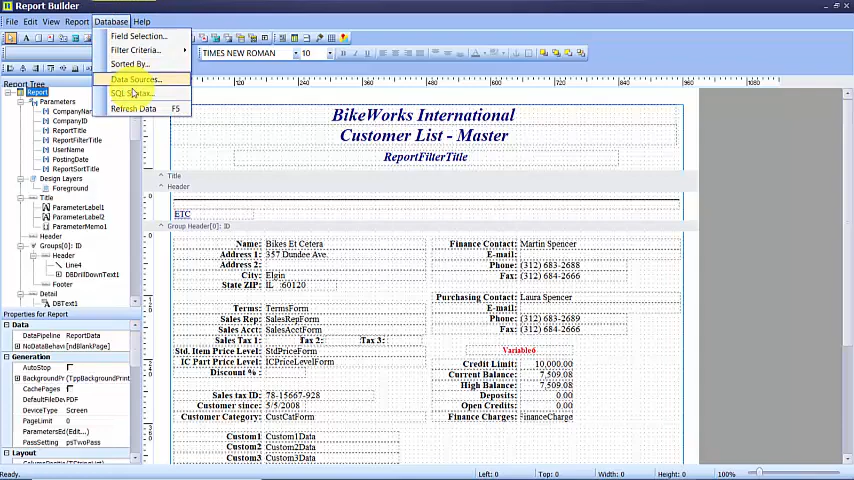 Report Builder
File Edit View Report Database Help
Field Selection...
Filter Criteria...
Sorted By...
Data Sources...
SQL Syntax...
Refresh Data F5
TIMES NEW ROMAN 10
Report Tree
Report
Parameters
CompanyNam
CompanyID
ReportTitle
ReportFilterTitle
UserName
PostingDate
ReportSortTitle
Design Layers
Foreground
Title
ParameterLabel1
ParameterLabel2
ParameterMemo1
Header
Groups[0]: ID
Header
Line4
DBDrillDownText1
Footer
Detail
DBText1
Properties for Report
Data
DataPipeline ReportData
NoDataBehavi [ndBlankPage]
Generation
AutoStop
BackgroundPr (TppBackgroundPrint
CachePages
DefaultFileDev PDF
DeviceType Screen
PageLimit 0
ParametersEd (Edit...)
PassSetting psTwoPass
Layout
120 240 360 480 600 720 840 960
BikeWorks International
Customer List - Master
ReportFilterTitle
Title
Header
ETC
Group Header[0]: ID
Name: Bikes Et Cetera
Address 1: 357 Dundee Ave.
Address 2:
City: Elgin
State ZIP: IL :60120
Terms: TermsForm
Sales Rep: SalesRepForm
Sales Acct: SalesAcctForm
Sales Tax 1: Tax 2: Tax 3:
Std. Item Price Level: StdPriceForm
IC Part Price Level: ICPriceLevelForm
Discount % :
Sales tax ID: 78-15667-928
Customer since: 5/5/2008
Customer Category: CustCatForm
Custom1 Custom1Data
Custom2 Custom2Data
Custom3 Custom3Data
Finance Contact: Martin Spencer
E-mail:
Phone: (312) 683-2688
Fax: (312) 684-2666
Purchasing Contact: Laura Spencer
E-mail:
Phone: (312) 683-2689
Fax: (312) 684-2666
Variable6
Credit Limit: 10,000.00
Current Balance: 7,509.08
High Balance: 7,509.08
Deposits: 0.00
Open Credits: 0.00
Finance Charges: FinanceCharge
Ready.
Left: 0 Top: 0 Width: 0 Height: 0 100%